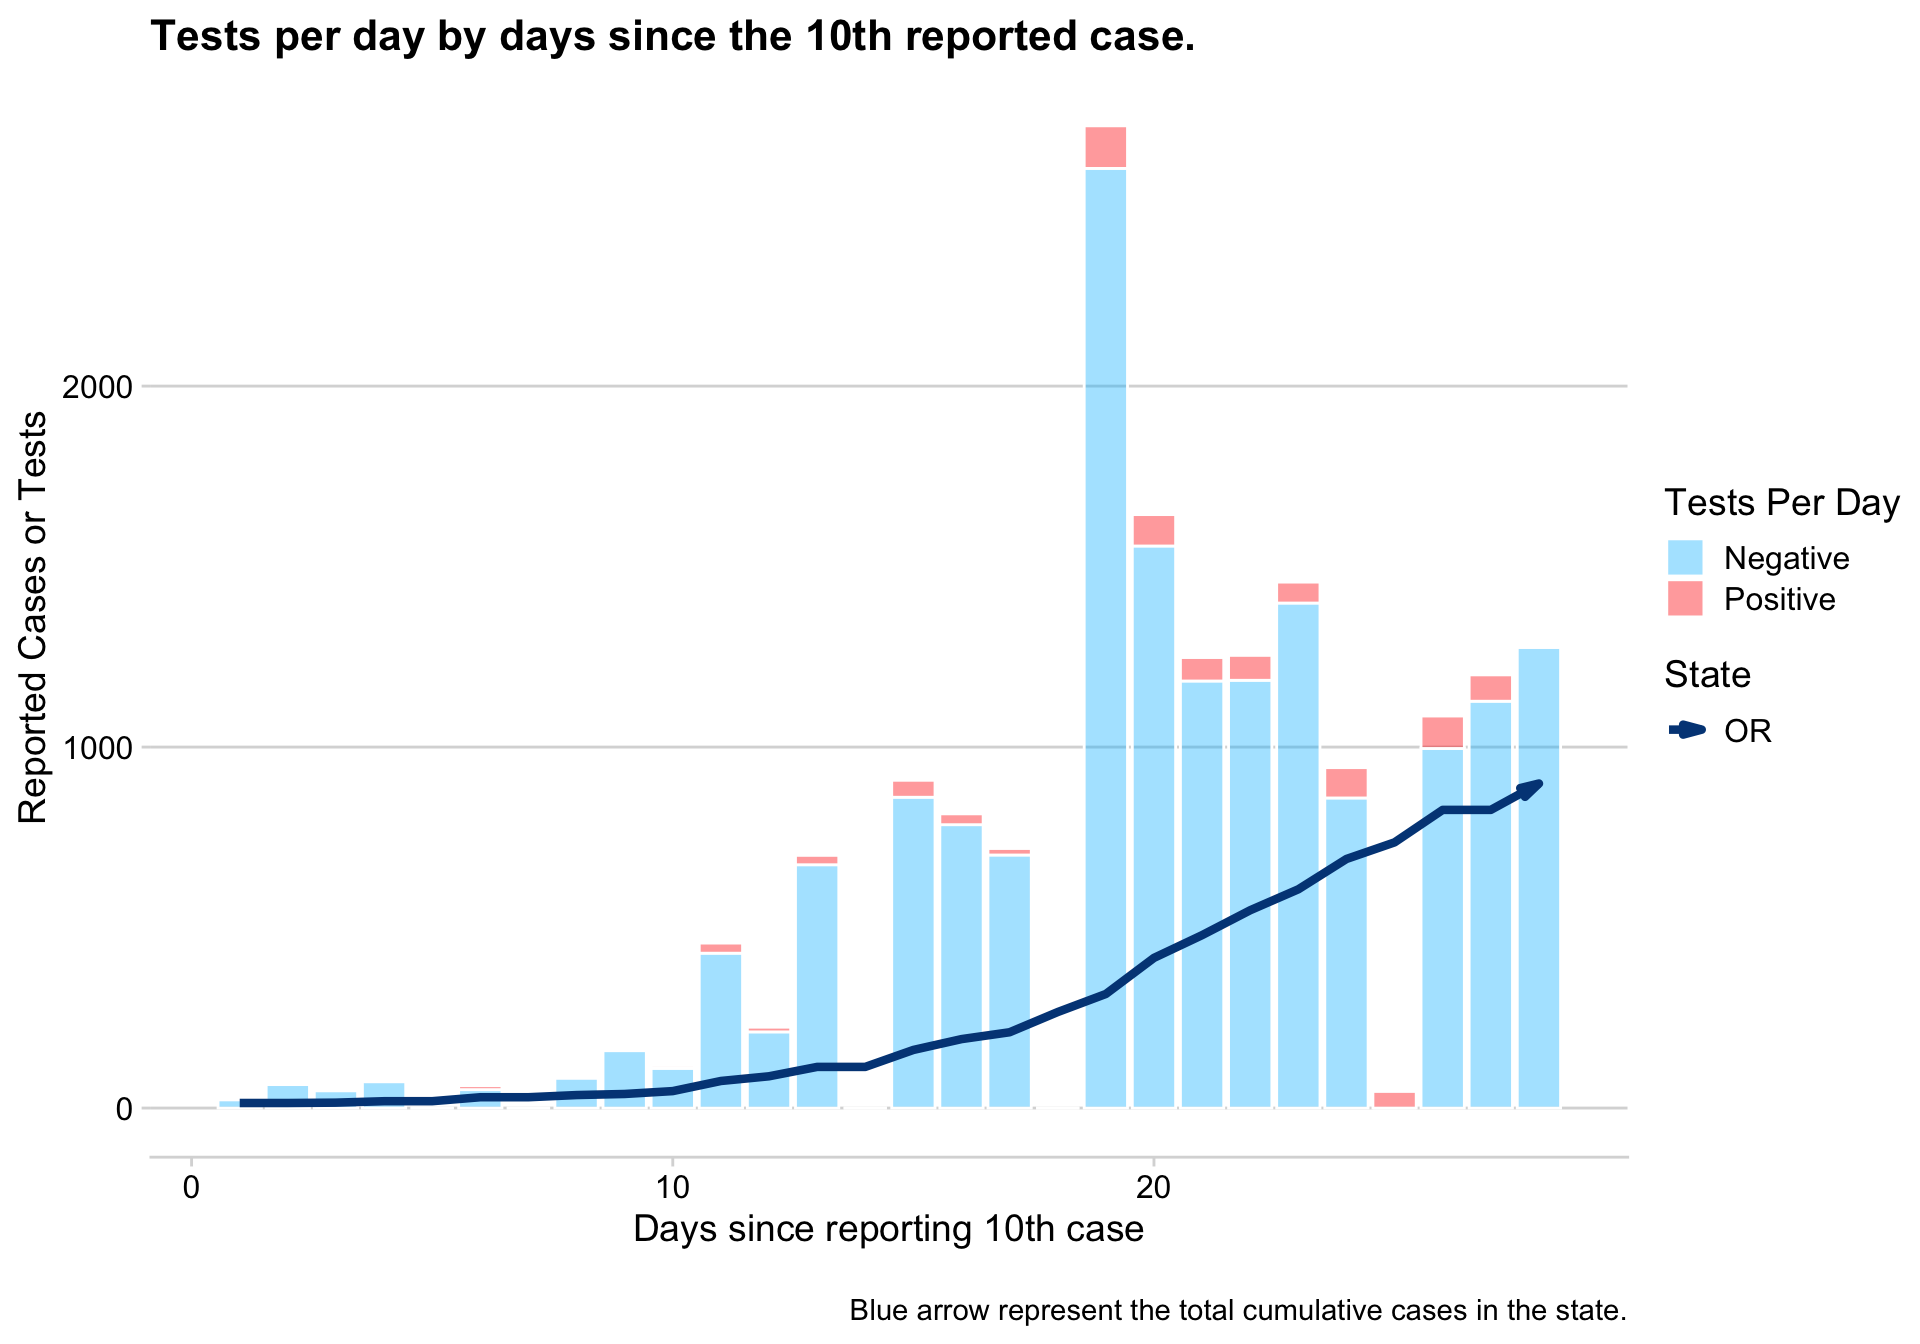 Tests per day by days since the 10th reported case.
Reported Cases or Tests
2000
1000
0
0
10
20
Days since reporting 10th case
Tests Per Day
Negative
Positive
State
OR
Blue arrow represent the total cumulative cases in the state.